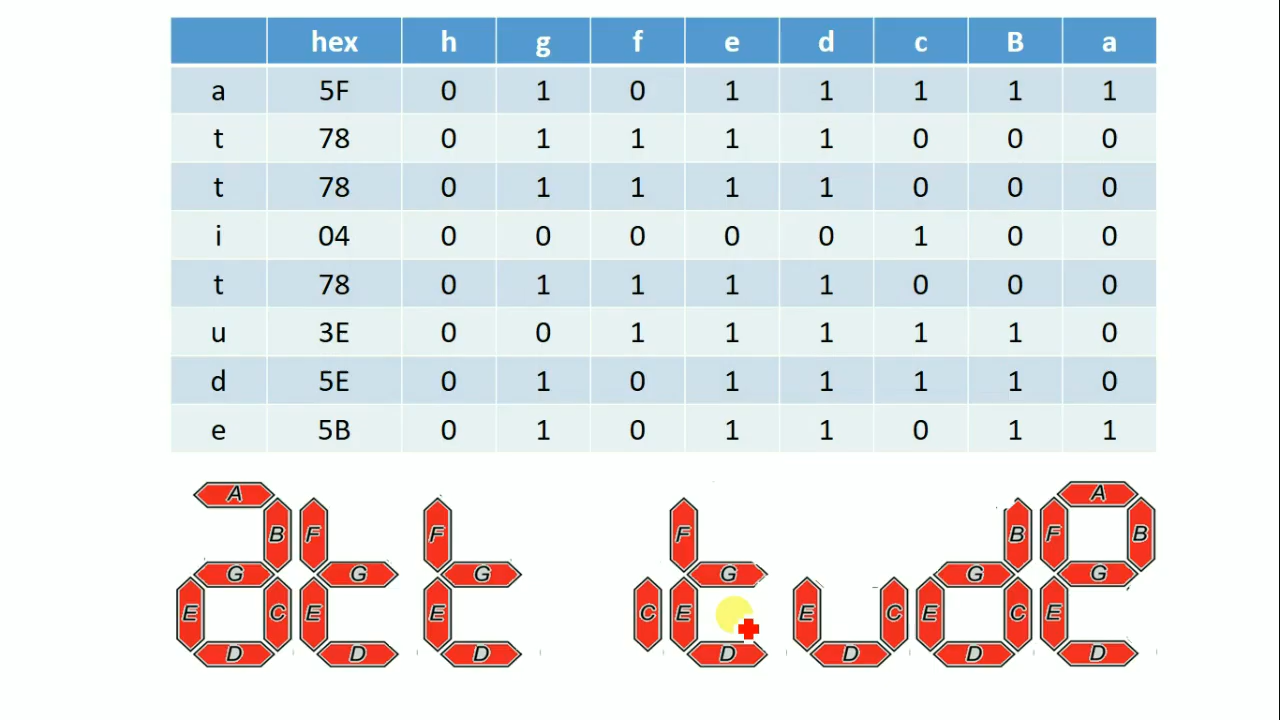 hex h g f e d c B a
a 5F 0 1 0 1 1 1 1 1
t 78 0 1 1 1 1 0 0 0
t 78 0 1 1 1 1 0 0 0
i 04 0 0 0 0 0 1 0 0
t 78 0 1 1 1 1 0 0 0
u 3E 0 0 1 1 1 1 1 0
d 5E 0 1 0 1 1 1 1 0
e 5B 0 1 0 1 1 0 1 1
A A
B F F F B F B
G G G G G G
E C E E C E E C E C E
D D D D D D D